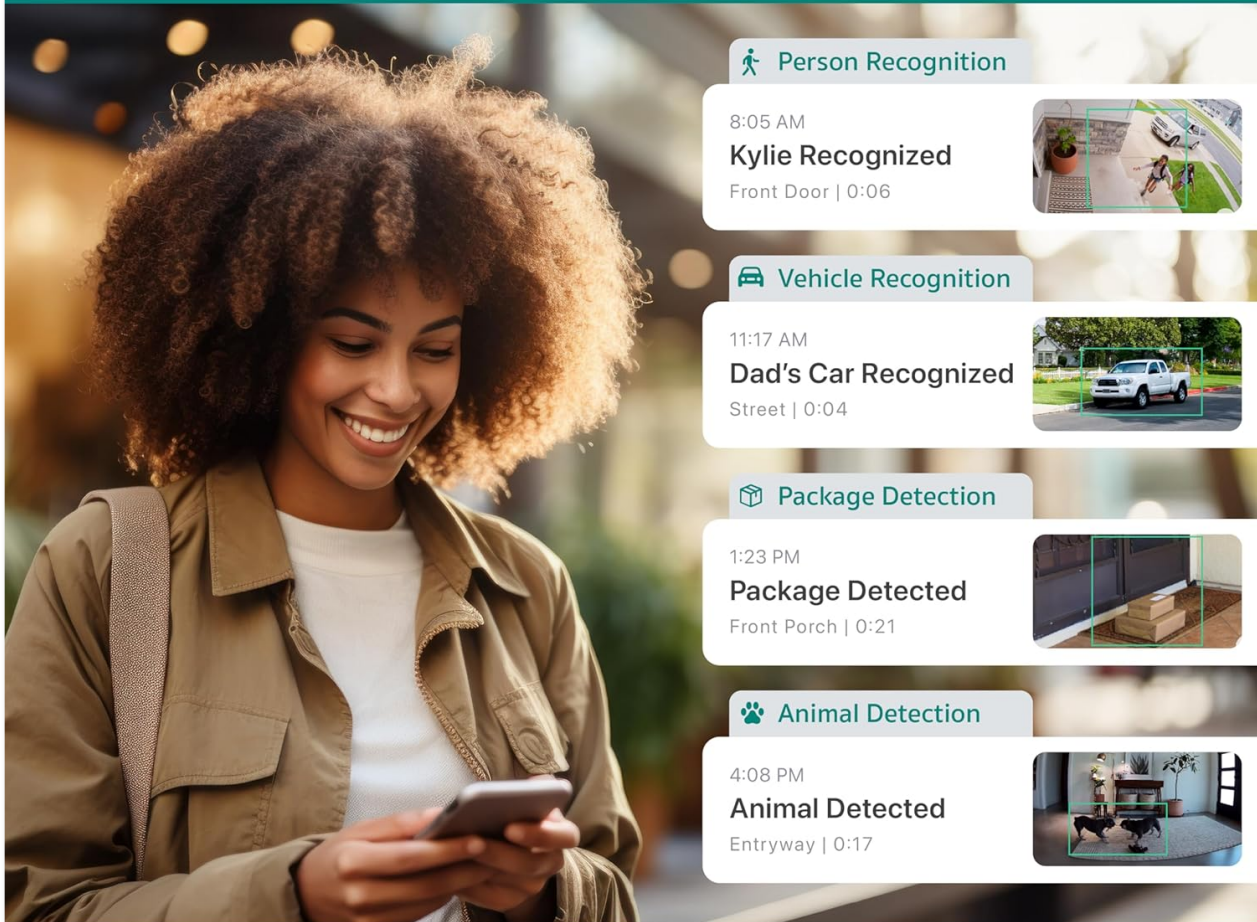 Person Recognition
8:05 AM
Kylie Recognized
Front Door | 0:06
Vehicle Recognition
11:17 AM
Dad's Car Recognized
Street | 0:04
Package Detection
1:23 PM
Package Detected
Front Porch | 0:21
Animal Detection
4:08 PM
Animal Detected
Entryway | 0:17